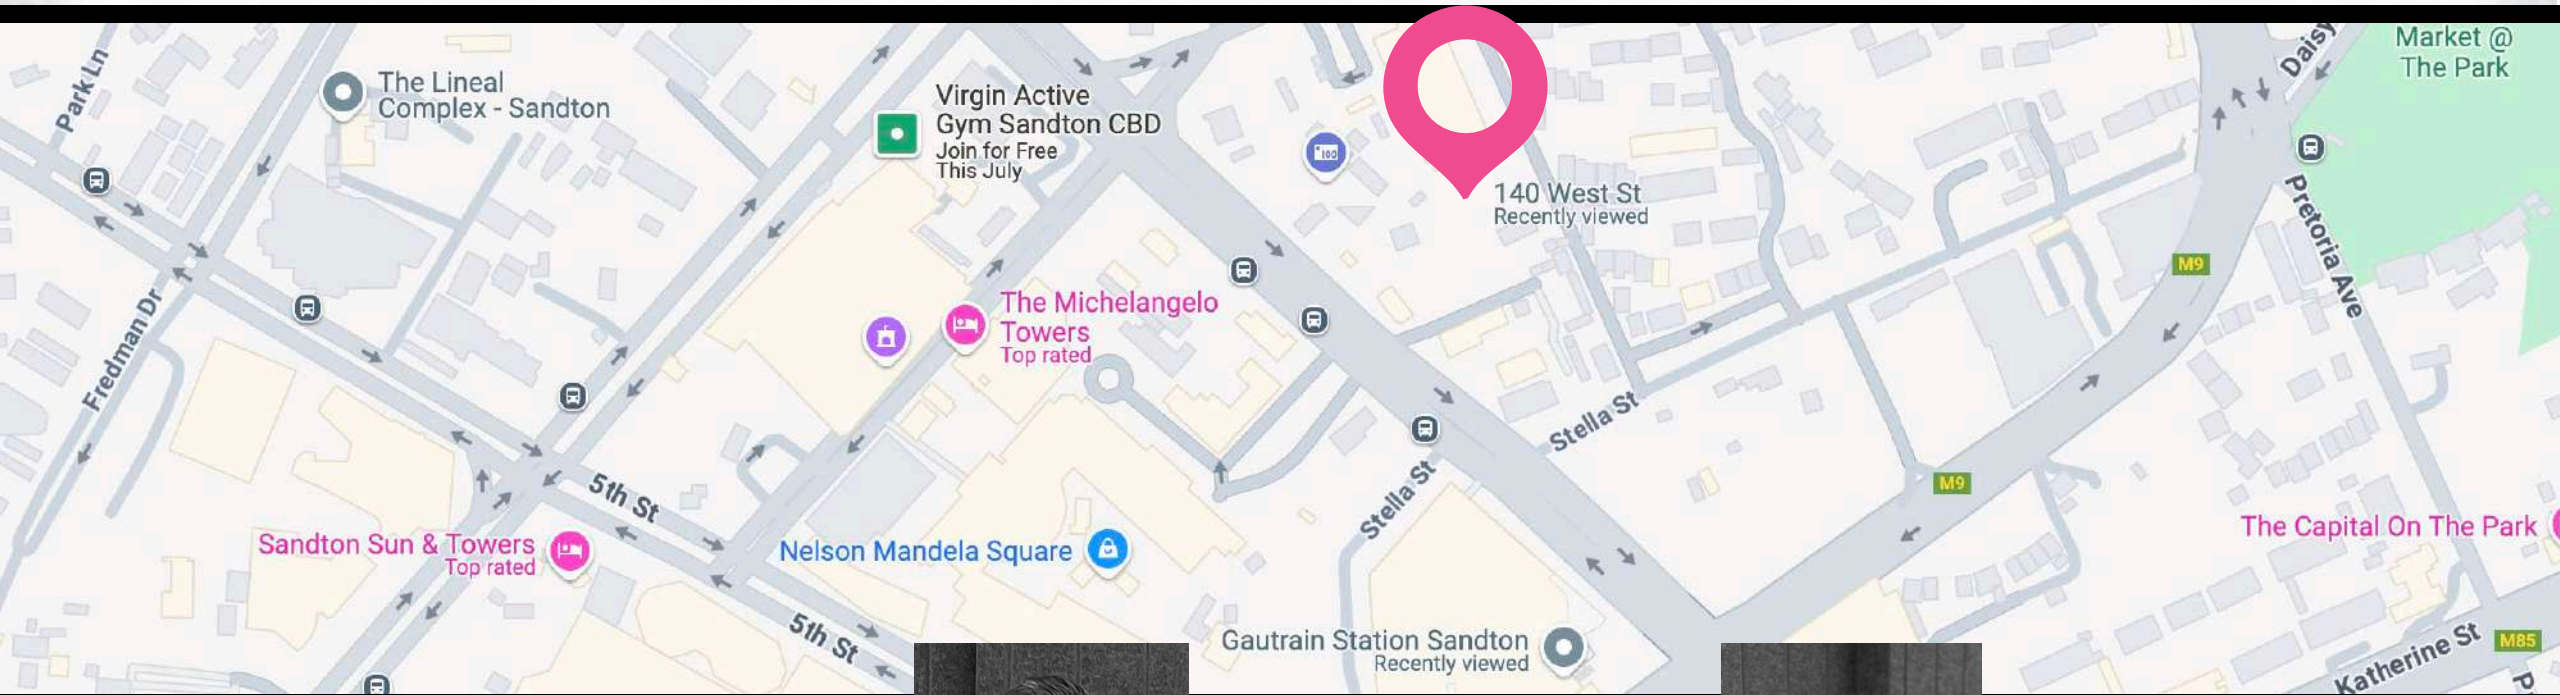 Park Ln
The Lineal
Complex - Sandton
Virgin Active
Gym Sandton CBD
Join for Free
This July
100
140 West St
Recently viewed
Daisy
Market @
The Park
Pretoria Ave
M9
Fredman Dr
The Michelangelo
Towers
Top rated
Stella St
Stella St
M9
5th St
Sandton Sun & Towers
Top rated
Nelson Mandela Square
The Capital On The Park
5th St
Gautrain Station Sandton
Recently viewed
Katherine St
M85
P